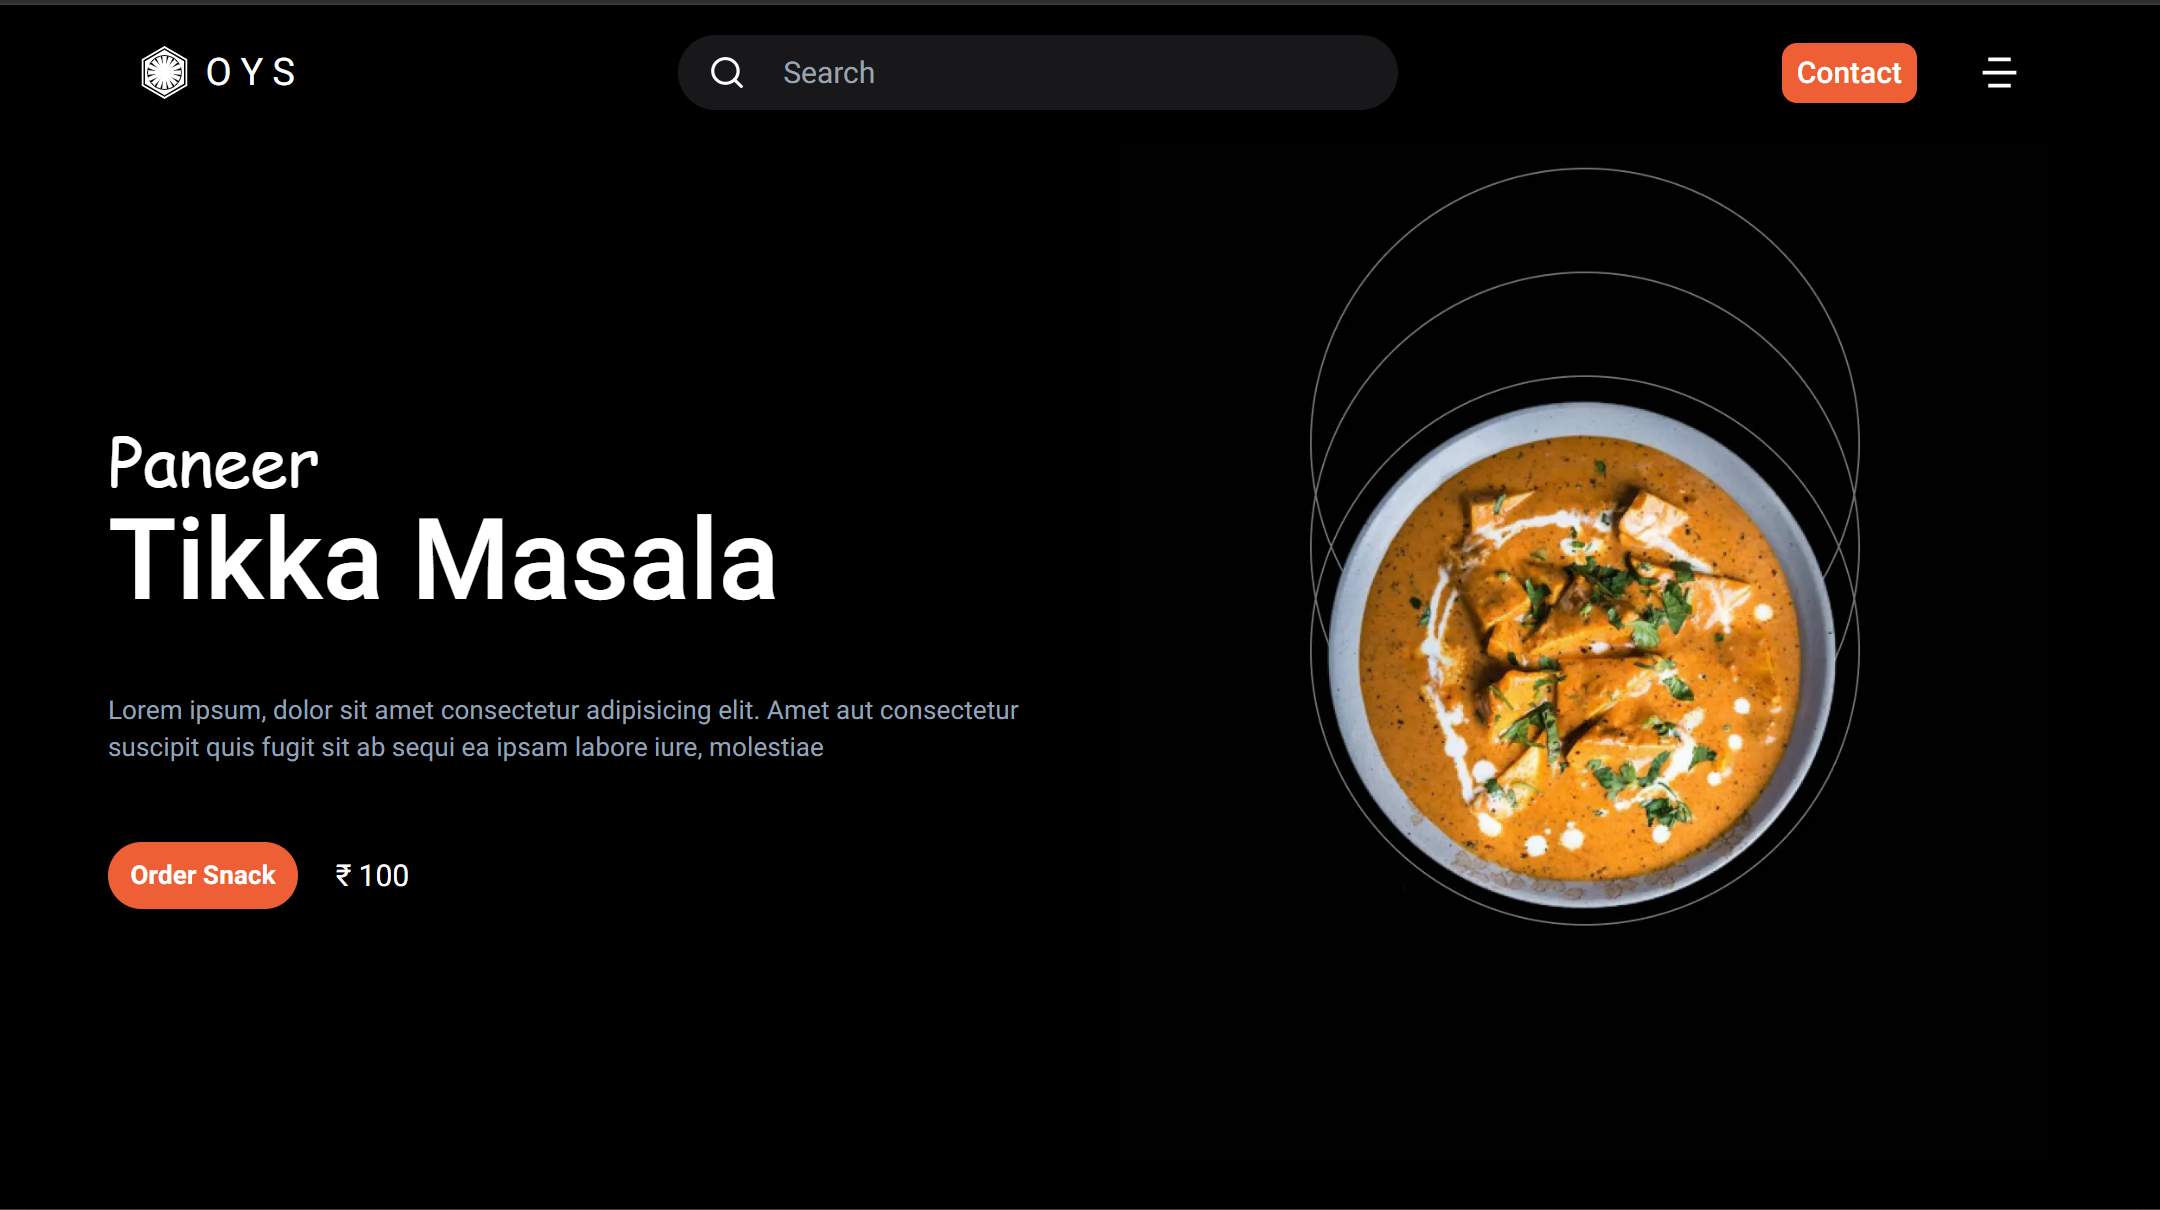 OYS
Search
Contact
Paneer
Tikka Masala
Lorem ipsum, dolor sit amet consectetur adipisicing elit. Amet aut consectetur
suscipit quis fugit sit ab sequi ea ipsam labore iure, molestiae
Order Snack
₹ 100